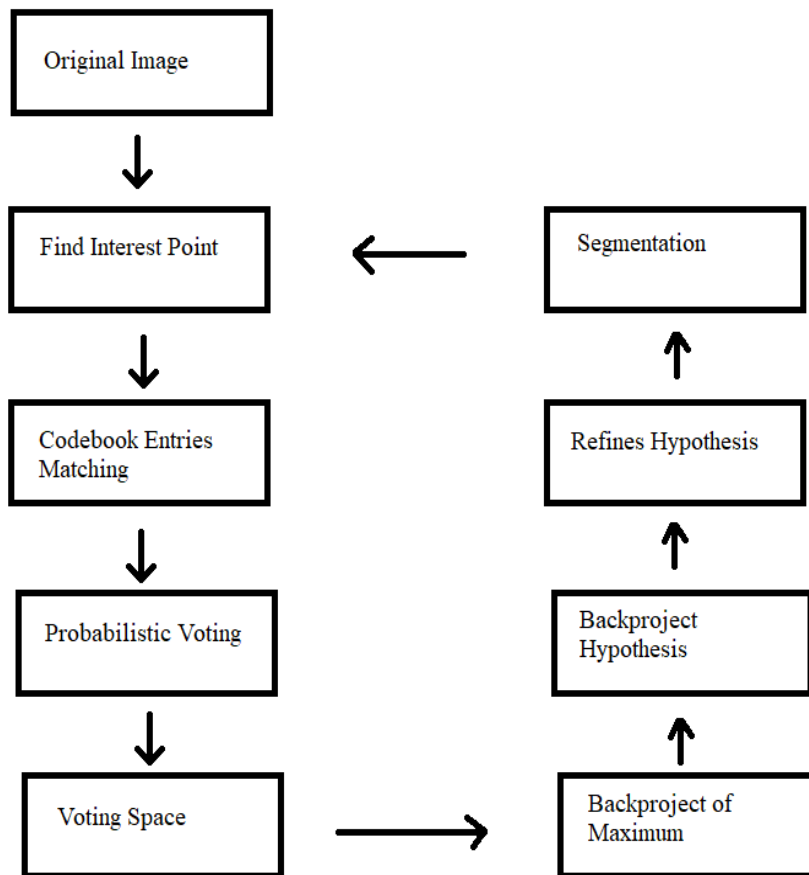 Original Image
Find Interest Point
Codebook Entries
Matching
Probabilistic Voting
Voting Space
Backproject of
Maximum
Backproject
Hypothesis
Refines Hypothesis
Segmentation